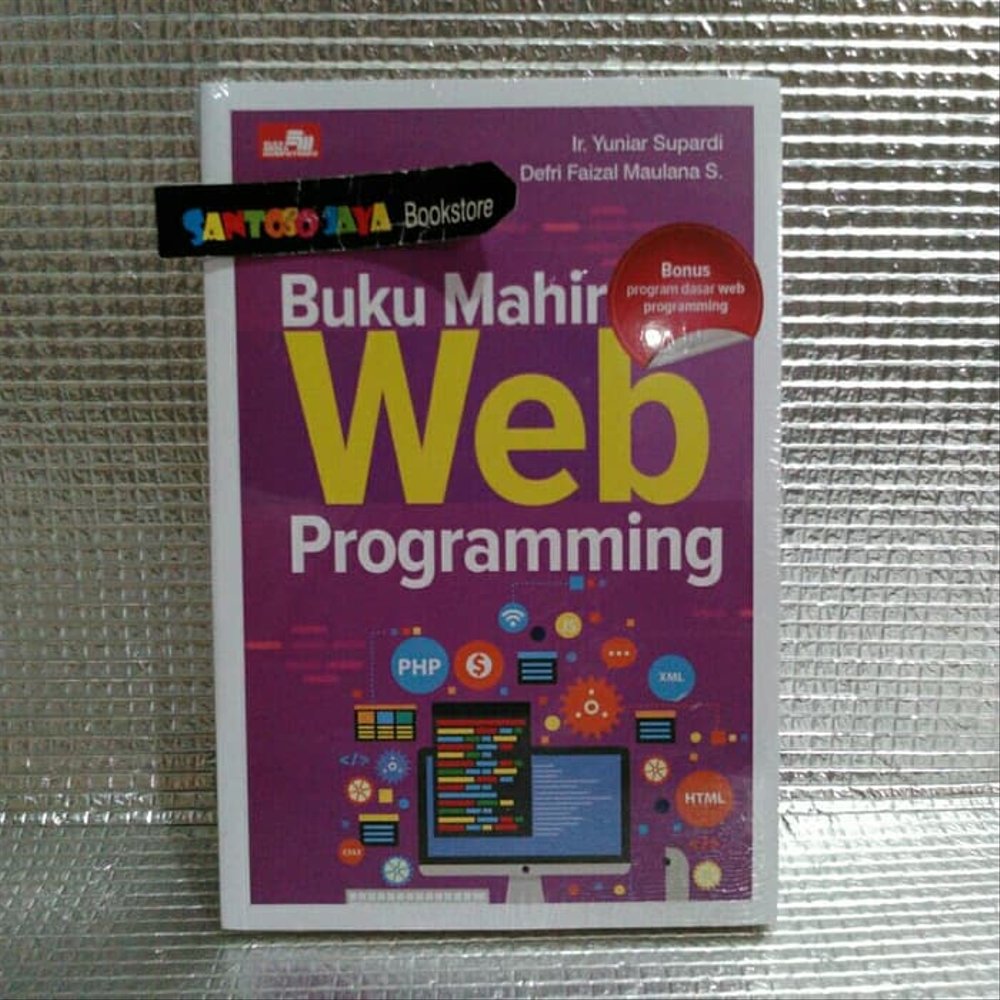 Ir. Yuniar Supardi
Defri Faizal Maulana S.
SANTOSO JAYA Bookstore
Buku Mahir
Bonus
program dasar web
programming
Web
Programming
JS
PHP
$
XML
</>
HTML
</>